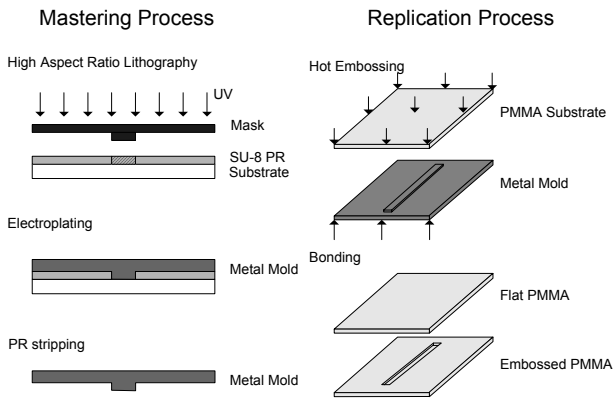 Mastering Process
High Aspect Ratio Lithography
UV
Mask
SU-8 PR
Substrate
Electroplating
Metal Mold
PR stripping
Metal Mold
Replication Process
Hot Embossing
PMMA Substrate
Metal Mold
Bonding
Flat PMMA
Embossed PMMA